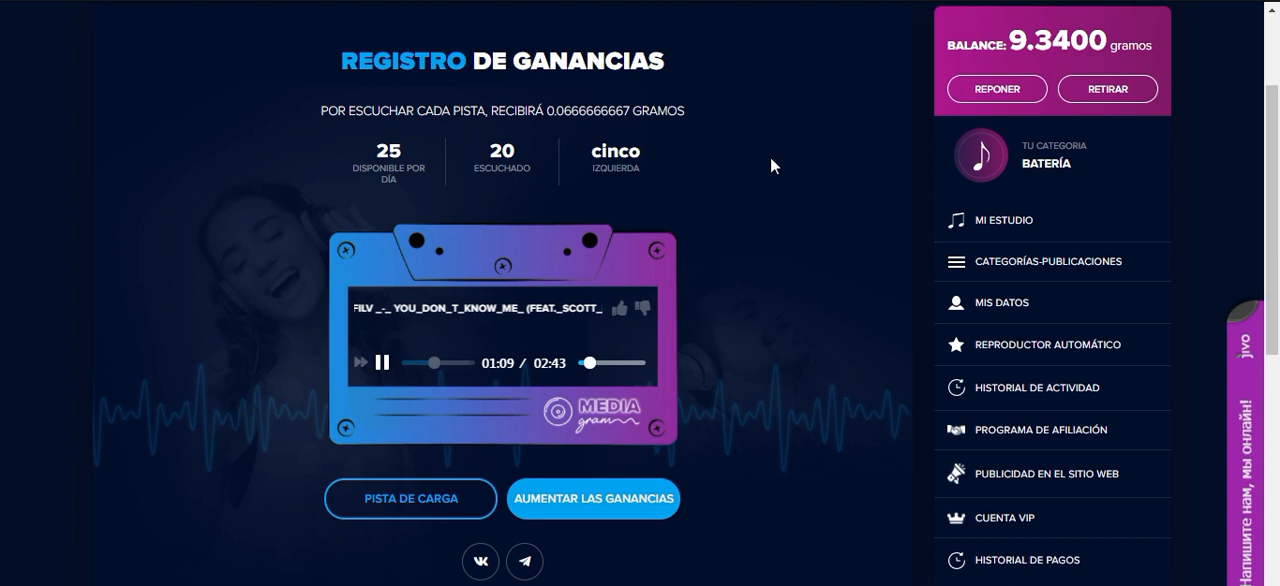 REGISTRO DE GANANCIAS
POR ESCUCHAR CADA PISTA, RECIBIRÁ 0.0666666667 GRAMOS
25
DISPONIBLE POR
DÍA
20
ESCUCHADO
cinco
IZQUIERDA
FILV _-_ YOU_DON_T_KNOW_ME_ (FEAT._SCOTT_
01:09 / 02:43
MEDIA
gram
PISTA DE CARGA
AUMENTAR LAS GANANCIAS
BALANCE: 9.3400 gramos
REPONER
RETIRAR
TU CATEGORIA
BATERÍA
MI ESTUDIO
CATEGORÍAS-PUBLICACIONES
MIS DATOS
REPRODUCTOR AUTOMÁTICO
HISTORIAL DE ACTIVIDAD
PROGRAMA DE AFILIACIÓN
PUBLICIDAD EN EL SITIO WEB
CUENTA VIP
HISTORIAL DE PAGOS
jivo
Напишите нам, мы онлайн!